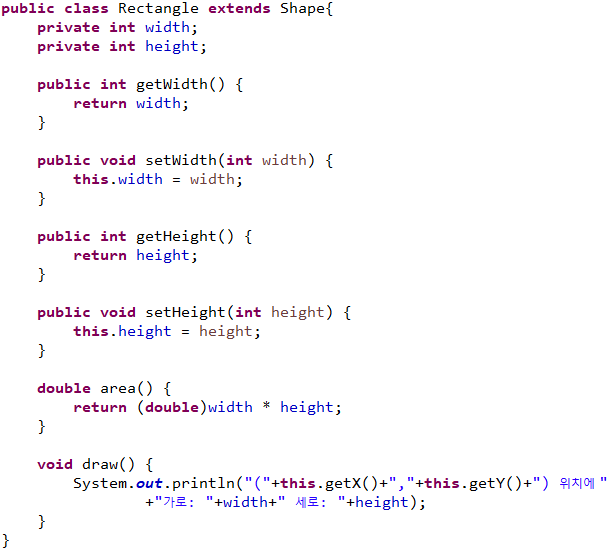 public class Rectangle extends Shape{
    private int width;
    private int height;

    public int getWidth() {
        return width;
    }

    public void setWidth(int width) {
        this.width = width;
    }

    public int getHeight() {
        return height;
    }

    public void setHeight(int height) {
        this.height = height;
    }

    double area() {
        return (double)width * height;
    }

    void draw() {
        System.out.println("("+this.getX()+","+this.getY()+") 위치에 "
                +"가로: "+width+" 세로: "+height);
    }
}